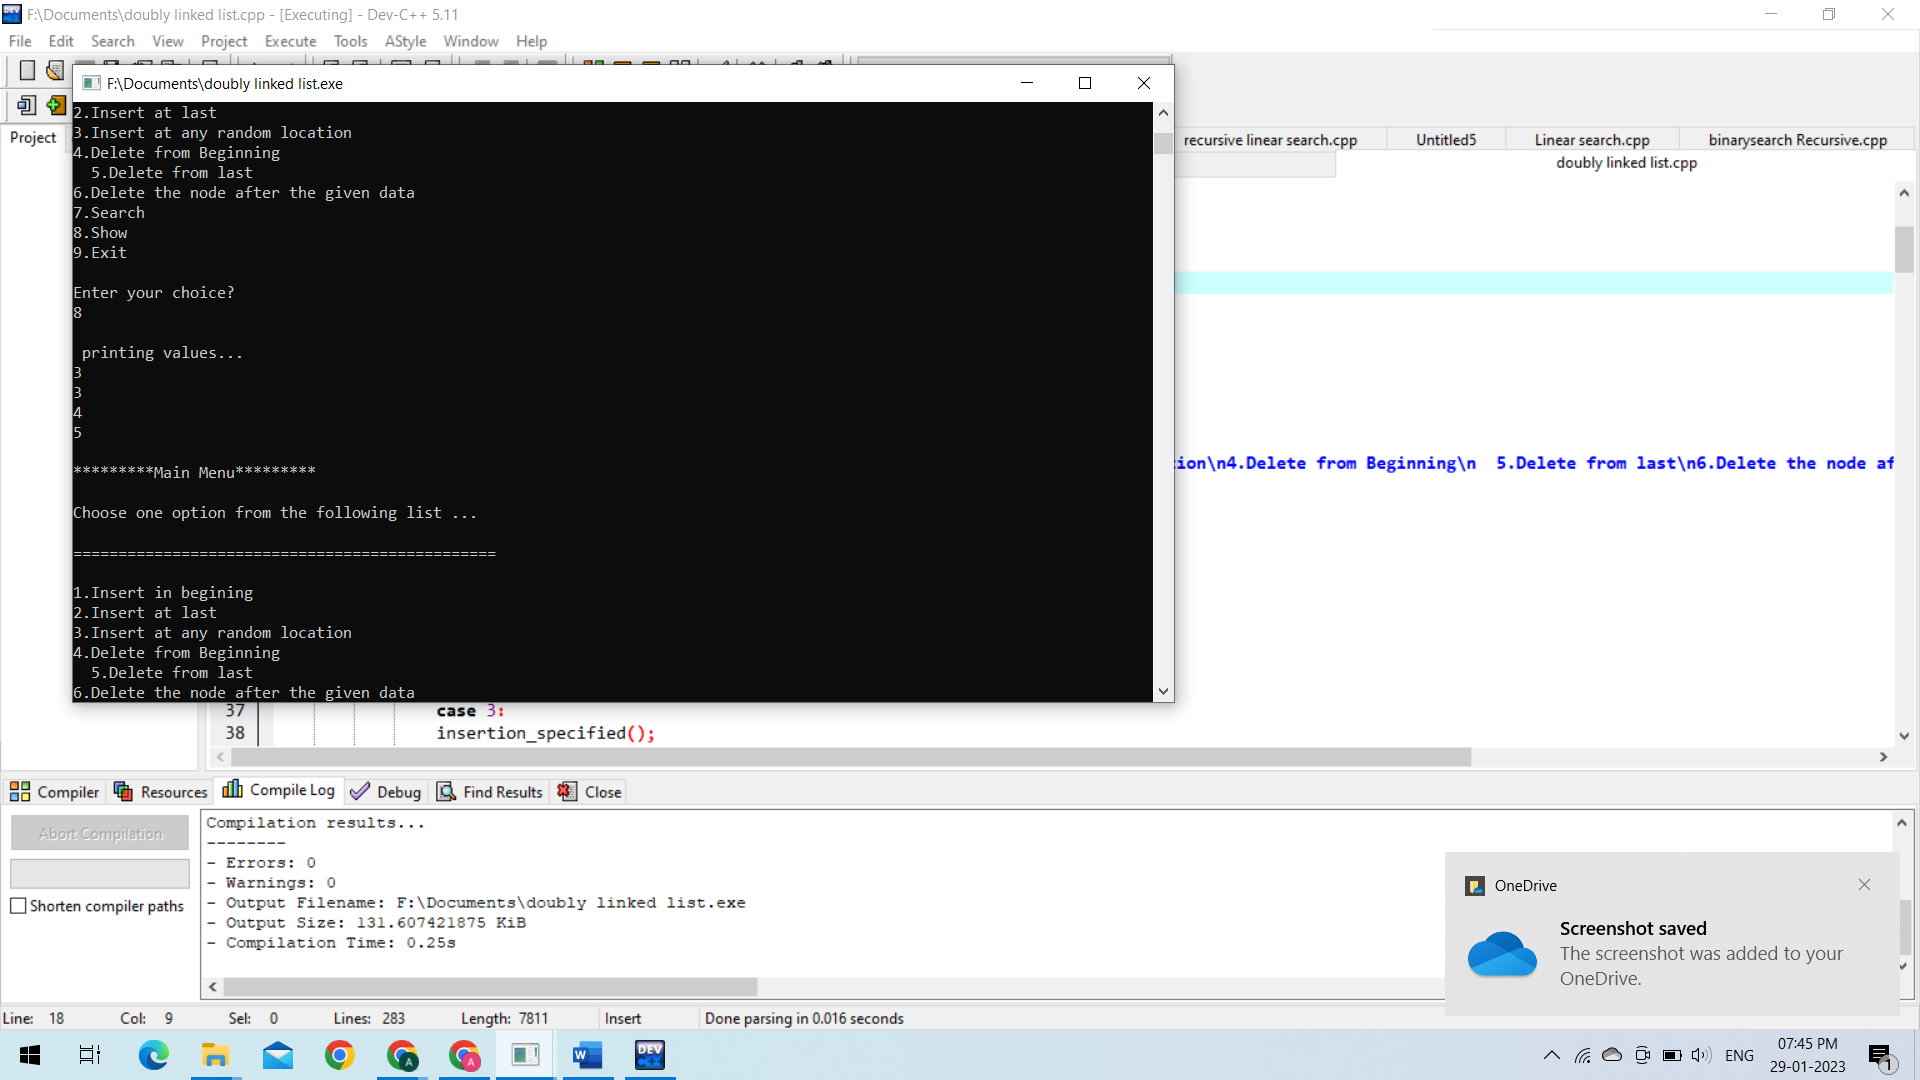 F:\Documents\doubly linked list.cpp - [Executing] - Dev-C++ 5.11
File Edit Search View Project Execute Tools AStyle Window Help
F:\Documents\doubly linked list.exe
Project
recursive linear search.cpp Untitled5 Linear search.cpp binarysearch Recursive.cpp
doubly linked list.cpp
2.Insert at last
3.Insert at any random location
4.Delete from Beginning
5.Delete from last
6.Delete the node after the given data
7.Search
8.Show
9.Exit
Enter your choice?
8
printing values...
3
3
4
5
*********Main Menu*********
Choose one option from the following list ...
===============================================
1.Insert in begining
2.Insert at last
3.Insert at any random location
4.Delete from Beginning
5.Delete from last
6.Delete the node after the given data
ion\n4.Delete from Beginning\n  5.Delete from last\n6.Delete the node af
37 case 3:
38 insertion_specified();
Compiler Resources Compile Log Debug Find Results Close
Abort Compilation
Shorten compiler paths
Compilation results...
--------
- Errors: 0
- Warnings: 0
- Output Filename: F:\Documents\doubly linked list.exe
- Output Size: 131.607421875 KiB
- Compilation Time: 0.25s
OneDrive
Screenshot saved
The screenshot was added to your
OneDrive.
Line: 18 Col: 9 Sel: 0 Lines: 283 Length: 7811 Insert Done parsing in 0.016 seconds
DEV C++
A A W
ENG
07:45 PM
29-01-2023
1